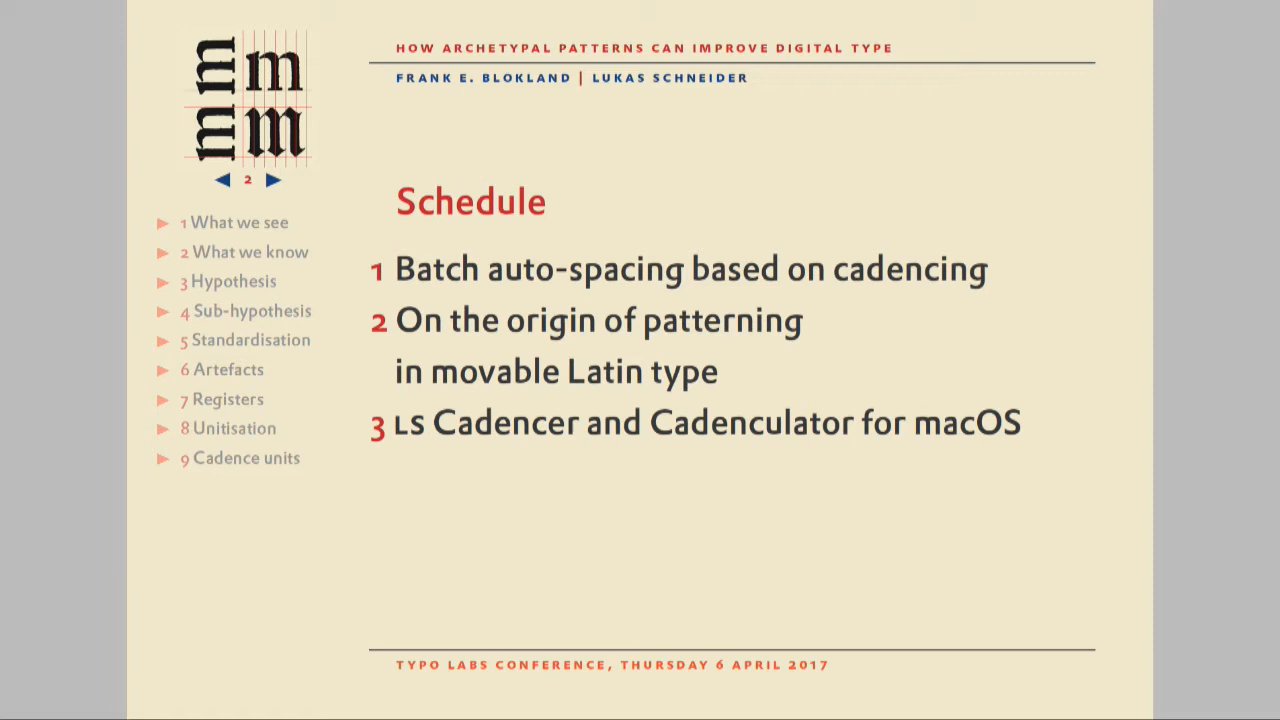 HOW ARCHETYPAL PATTERNS CAN IMPROVE DIGITAL TYPE
FRANK E. BLOKLAND | LUKAS SCHNEIDER
m m
m m
2
1 What we see
2 What we know
3 Hypothesis
4 Sub-hypothesis
5 Standardisation
6 Artefacts
7 Registers
8 Unitisation
9 Cadence units
Schedule
1 Batch auto-spacing based on cadencing
2 On the origin of patterning
in movable Latin type
3 LS Cadencer and Cadenculator for macOS
TYPO LABS CONFERENCE, THURSDAY 6 APRIL 2017